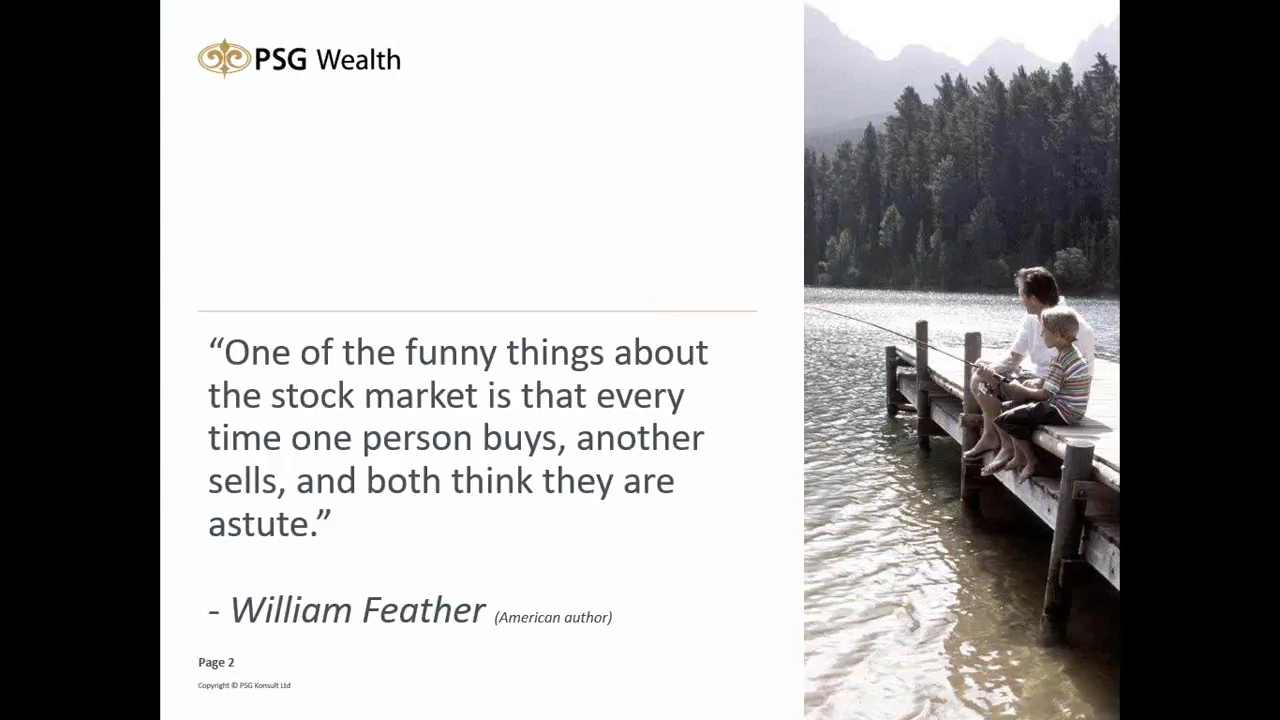 PSG Wealth
“One of the funny things about
the stock market is that every
time one person buys, another
sells, and both think they are
astute.”
- William Feather (American author)
Page 2
Copyright © PSG Konsult Ltd